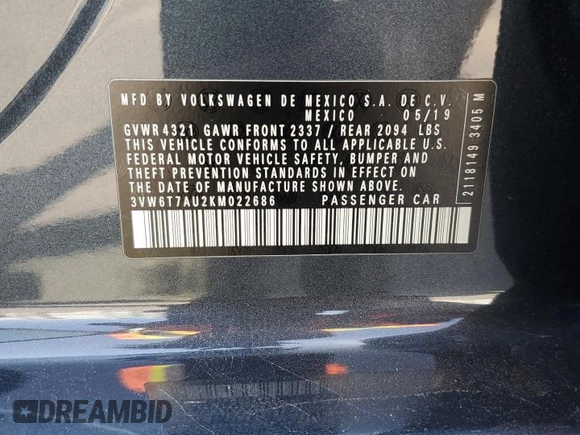 MFD BY VOLKSWAGEN DE MEXICO S.A. DE C.V.
MEXICO 05/19
GVWR 4321 GAWR FRONT 2337 / REAR 2094 LBS
THIS VEHICLE CONFORMS TO ALL APPLICABLE U.S.
FEDERAL MOTOR VEHICLE SAFETY, BUMPER AND
THEFT PREVENTION STANDARDS IN EFFECT ON
THE DATE OF MANUFACTURE SHOWN ABOVE.
3VW6T7AU2KM022686 PASSENGER CAR
2118149 3405 M
DREAMBID